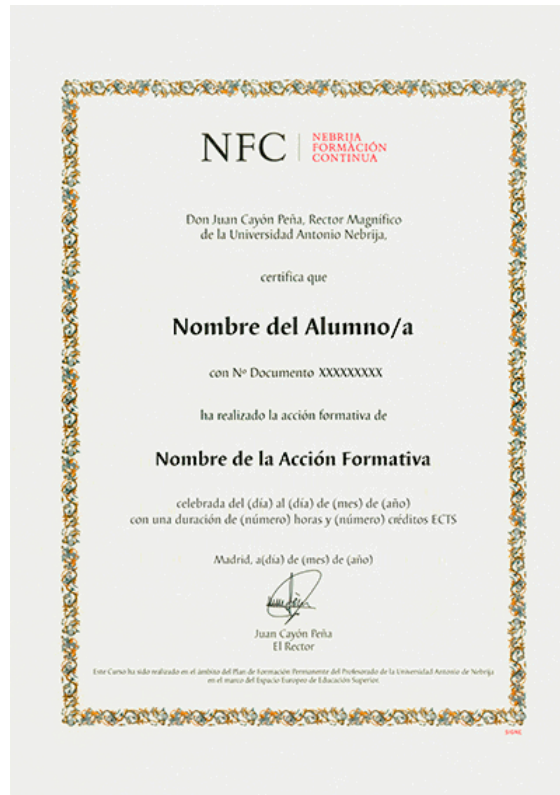 NFC
NEBRIJA
FORMACIÓN
CONTINUA
Don Juan Cayón Peña, Rector Magnífico
de la Universidad Antonio Nebrija,
certifica que
Nombre del Alumno/a
con Nº Documento XXXXXXXXX
ha realizado la acción formativa de
Nombre de la Acción Formativa
celebrada del (día) al (día) de (mes) de (año)
con una duración de (número) horas y (número) créditos ECTS
Madrid, a(día) de (mes) de (año)
Juan Cayón Peña
El Rector
Este Curso ha sido realizado en el ámbito del Plan de Formación Permanente del Profesorado de la Universidad Antonio de Nebrija
en el marco del Espacio Europeo de Educación Superior.
SIGNE